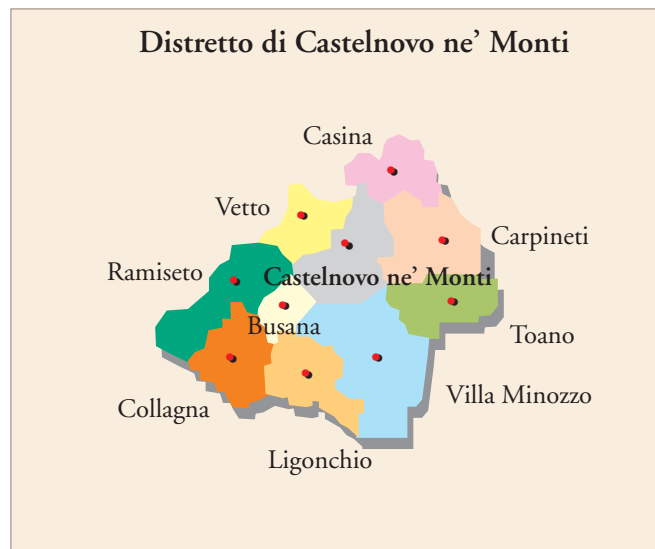 Distretto di Castelnovo ne’ Monti
Casina
Vetto
Carpineti
Ramiseto
Castelnovo ne’ Monti
Busana
Toano
Villa Minozzo
Collagna
Ligonchio